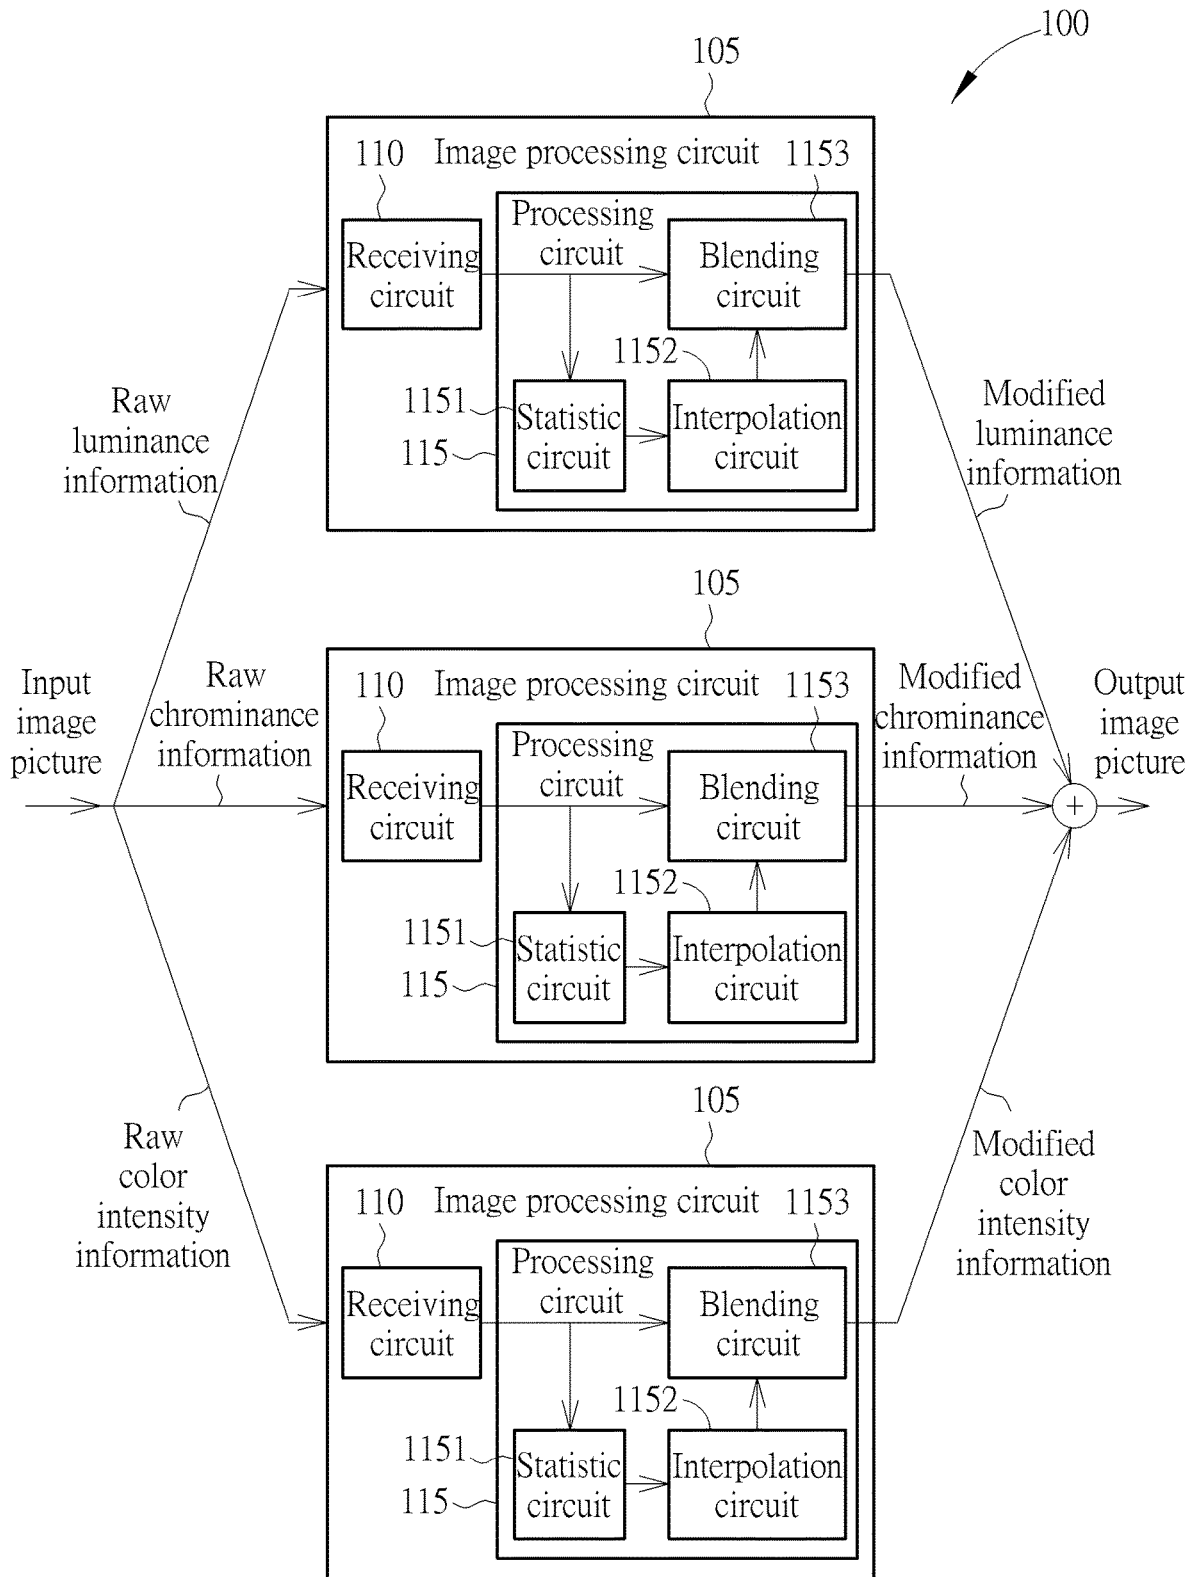 100
105
110 Image processing circuit 1153
Processing
circuit
Receiving
circuit
Blending
circuit
1152
1151
Statistic
circuit
Interpolation
circuit
115
Raw
luminance
information
Modified
luminance
information
105
Input
image
picture
Raw
chrominance
information
110 Image processing circuit 1153
Processing
circuit
Receiving
circuit
Blending
circuit
1152
1151
Statistic
circuit
Interpolation
circuit
115
Modified
chrominance
information
Output
image
picture
+
105
Raw
color
intensity
information
110 Image processing circuit 1153
Processing
circuit
Receiving
circuit
Blending
circuit
1152
1151
Statistic
circuit
Interpolation
circuit
115
Modified
color
intensity
information